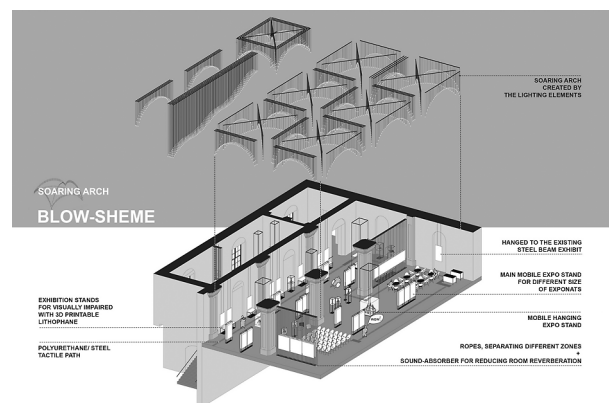 SOARING ARCH
CREATED BY
THE LIGHTING ELEMENTS
SOARING ARCH
BLOW-SHEME
HANGED TO THE EXISTING
STEEL BEAM EXHIBIT
MAIN MOBILE EXPO STAND
FOR DIFFERENT SIZE
OF EXPONATS
MOBILE HANGING
EXPO STAND
ROPES, SEPARATING DIFFERENT ZONES
+
SOUND-ABSORBER FOR REDUCING ROOM REVERBERATION
EXHIBITION STANDS
FOR VISUALLY IMPAIRED
WITH 3D PRINTABLE
LITHOPHANE
POLYURETHANE/ STEEL
TACTILE PATH